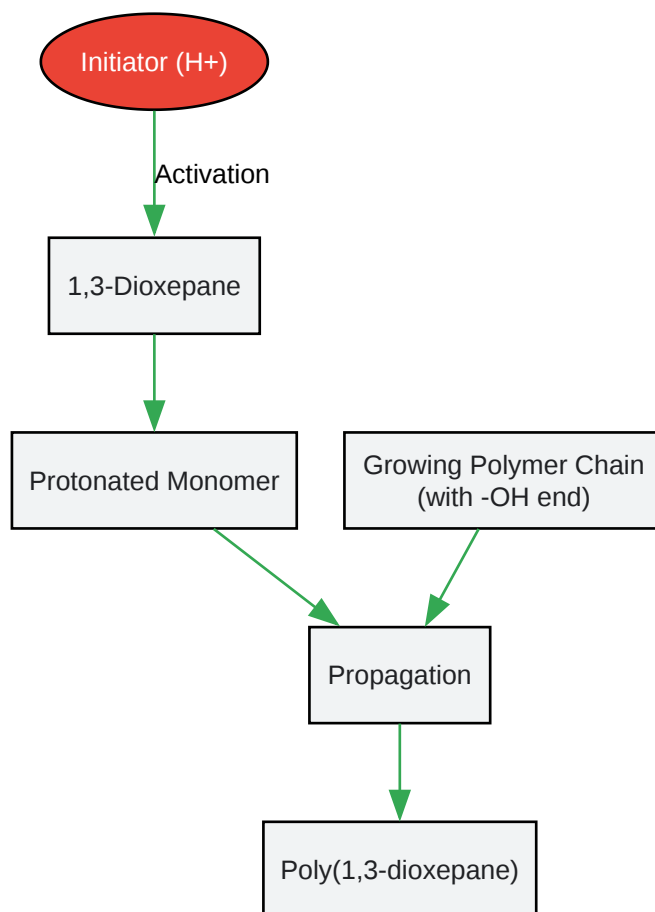 Initiator (H+)
Activation
1,3-Dioxepane
Protonated Monomer
Growing Polymer Chain
(with -OH end)
Propagation
Poly(1,3-dioxepane)